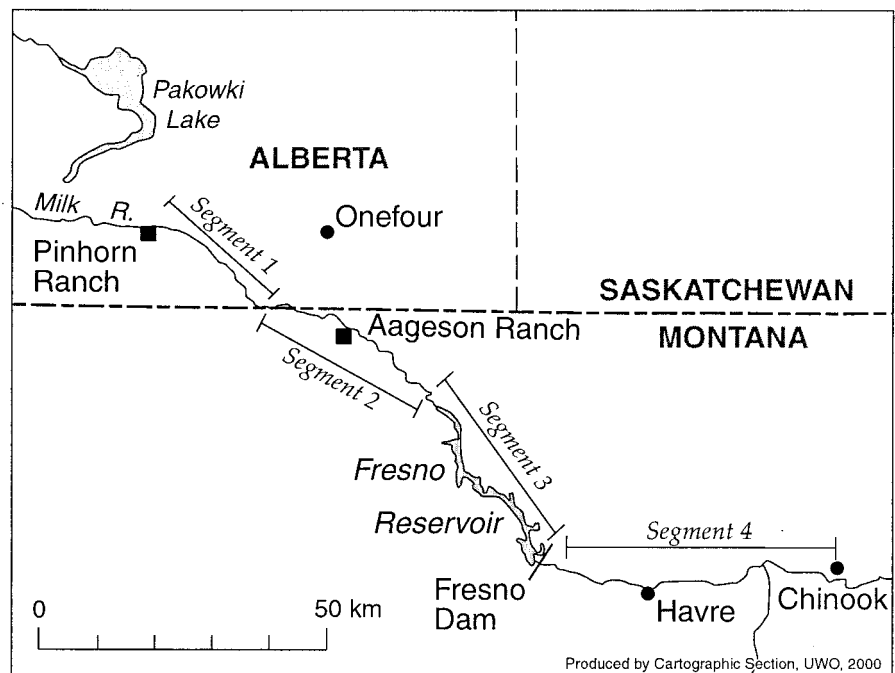 Pakowki
Lake
ALBERTA
Milk R.
Segment 1
Onefour
Pinhorn
Ranch
SASKATCHEWAN
Aageson Ranch
MONTANA
Segment 2
Segment 3
Fresno
Reservoir
Segment 4
0 50 km
Fresno
Dam
Havre
Chinook
Produced by Cartographic Section, UWO, 2000